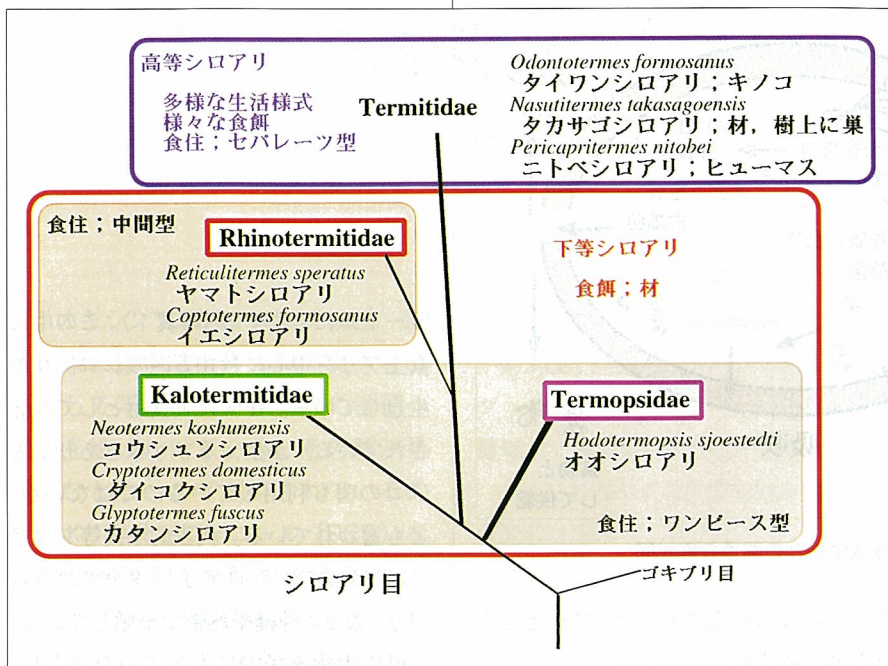 高等シロアリ
多様な生活様式
様々な食餌
食住；セパレーツ型
Termitidae
Odontotermes formosanus
タイワンシロアリ；キノコ
Nasutitermes takasagoensis
タカサゴシロアリ；材，樹上に巣
Pericapritermes nitobei
ニトベシロアリ；ヒューマス
食住；中間型
Rhinotermitidae
Reticulitermes speratus
ヤマトシロアリ
Coptotermes formosanus
イエシロアリ
下等シロアリ
食餌；材
Kalotermitidae
Neotermes koshunensis
コウシュンシロアリ
Cryptotermes domesticus
ダイコクシロアリ
Glyptotermes fuscus
カタンシロアリ
Termopsidae
Hodotermopsis sjoestedti
オオシロアリ
食住；ワンピース型
シロアリ目
ゴキブリ目